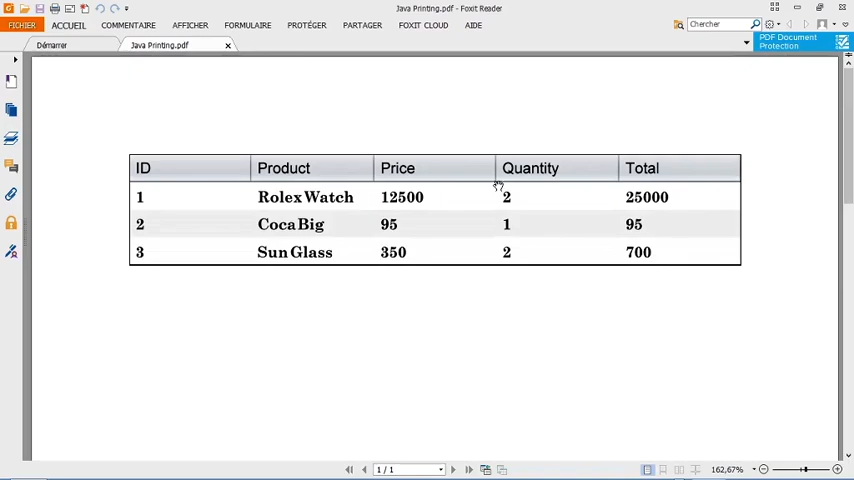 Java Printing.pdf - Foxit Reader
FICHIER ACCUEIL COMMENTAIRE AFFICHER FORMULAIRE PROTÉGER PARTAGER FOXIT CLOUD AIDE Chercher
Démarrer Java Printing.pdf PDF Document Protection
ID Product Price Quantity Total
1 Rolex Watch 12500 2 25000
2 Coca Big 95 1 95
3 Sun Glass 350 2 700
1 / 1 162,67%